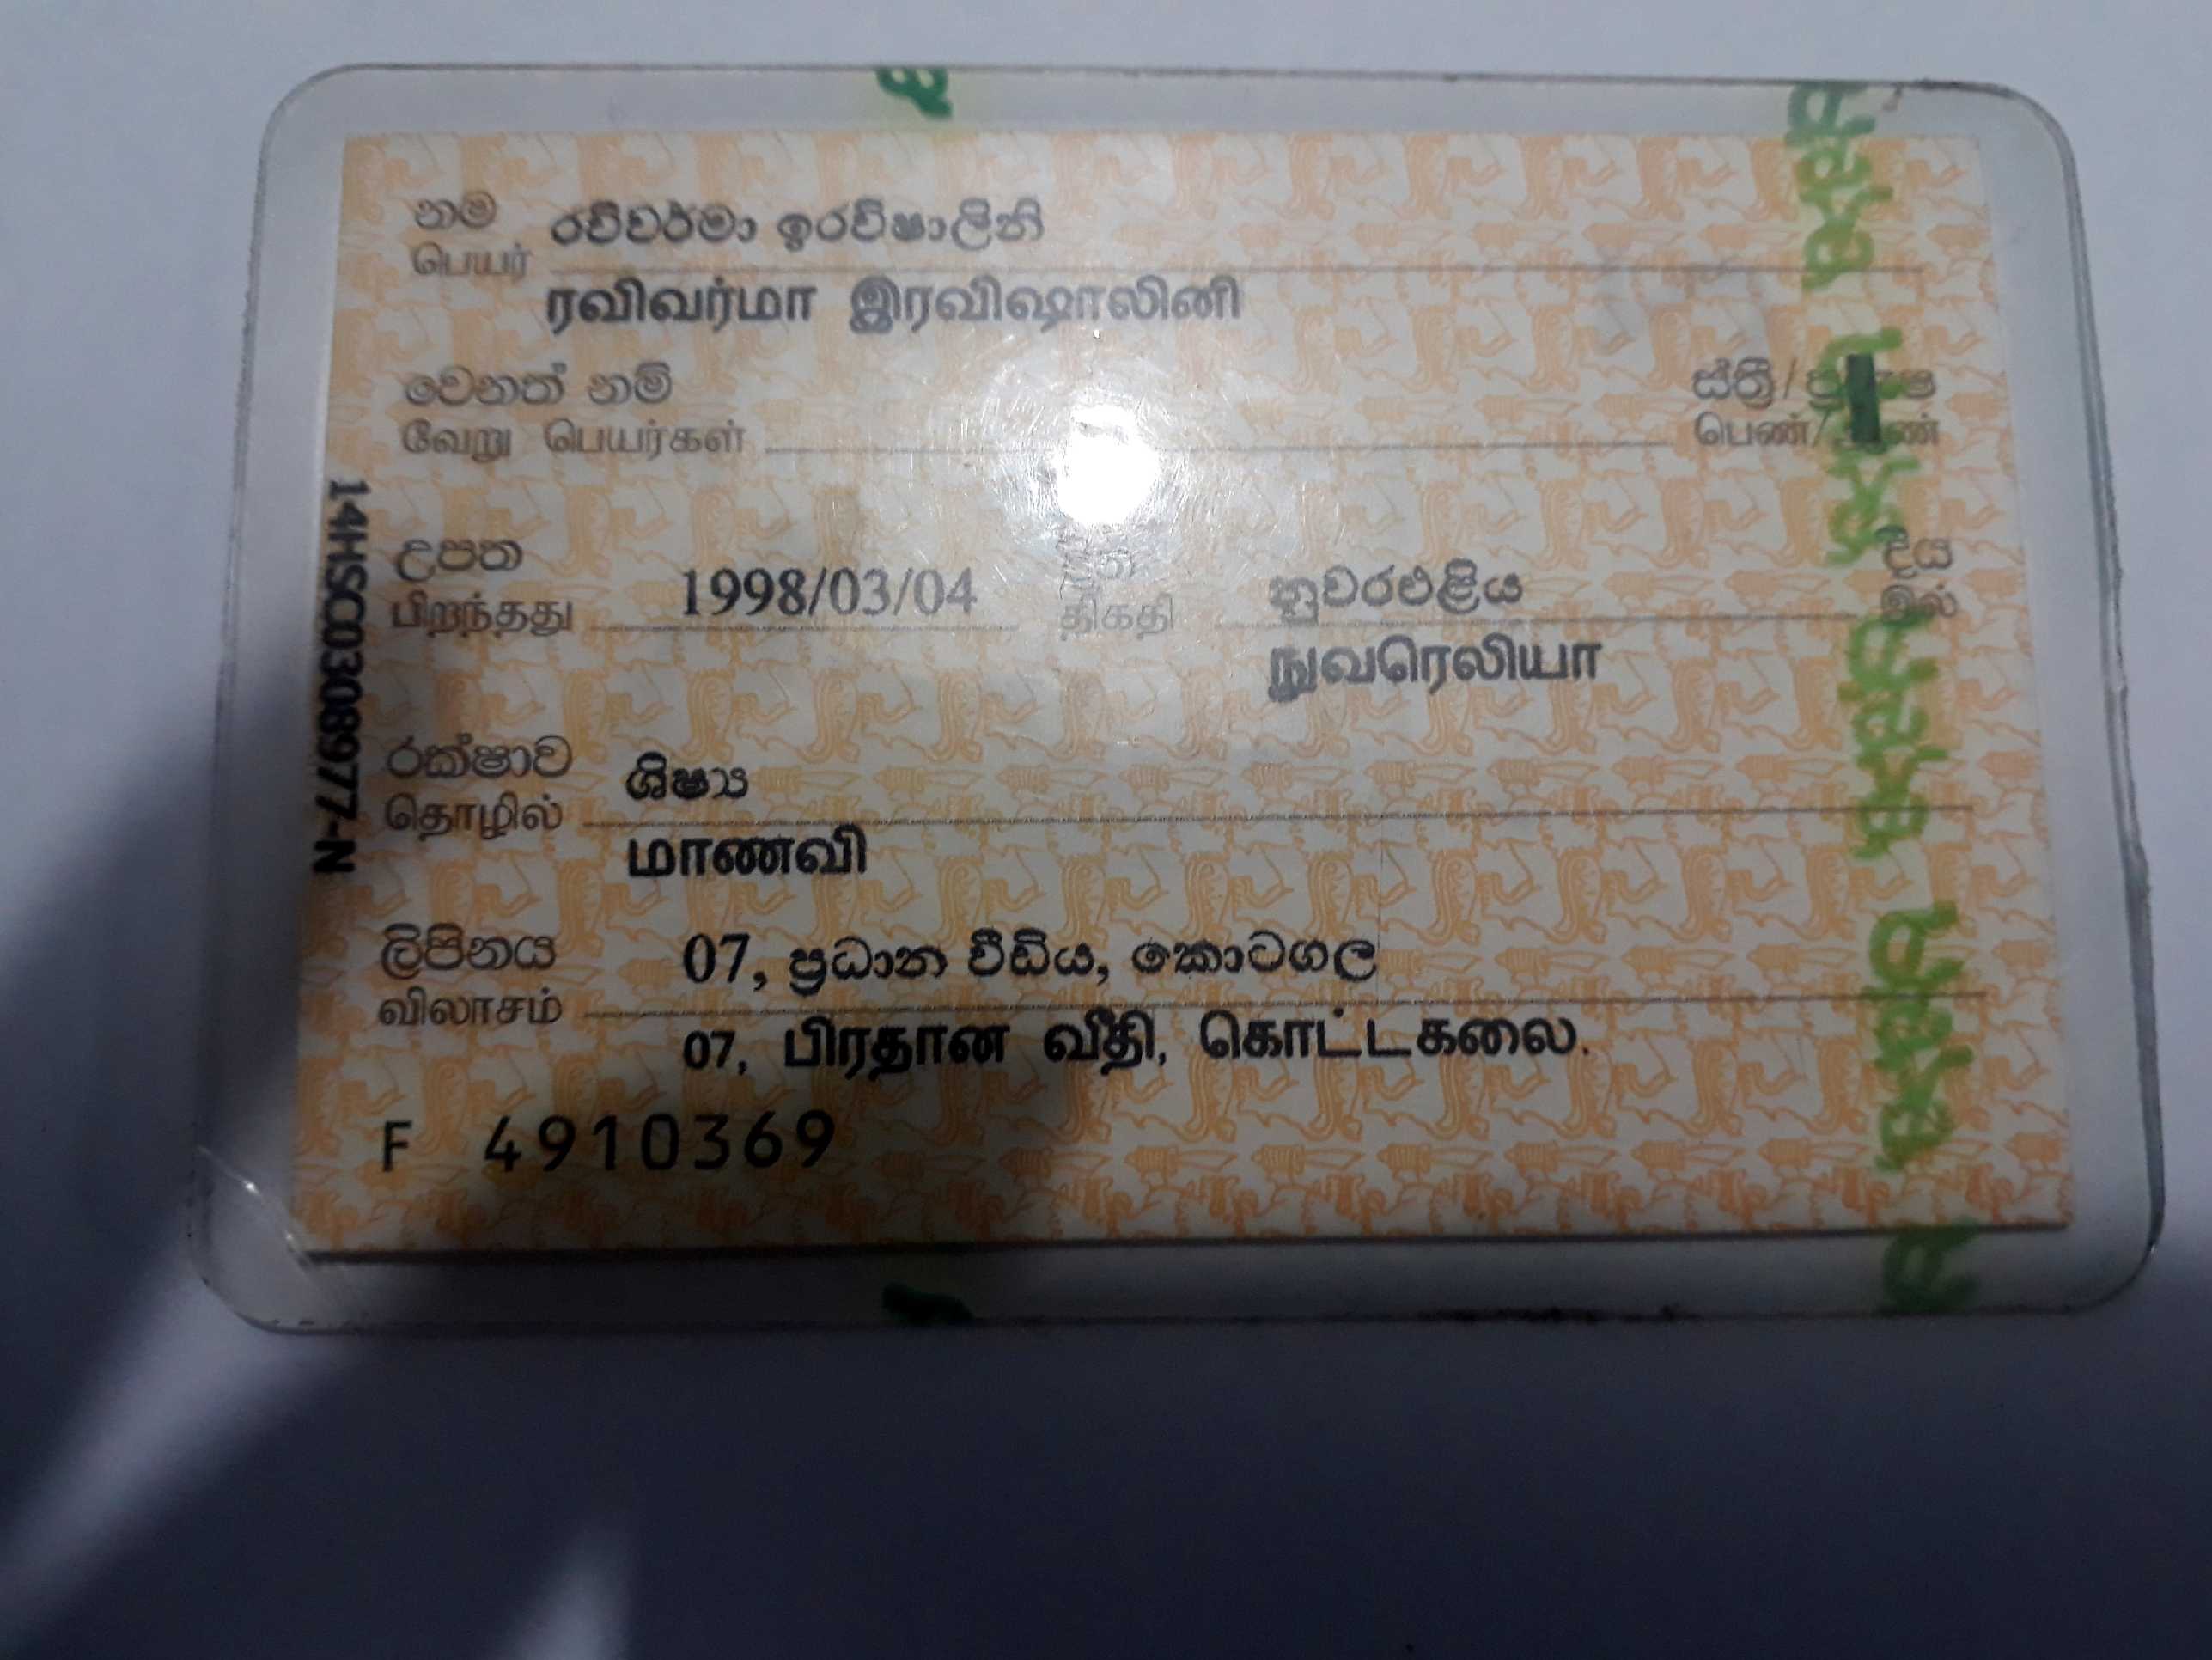 නම රවිවර්මා ඉරවිෂාලිනි
பெயர்
ரவிவர்மா இரவிஷாலினி
වෙනත් නම් ස්ත්‍රී/
வேறு பெயர்கள் பெண்/
උපත 1998/03/04 නුවරඑළිය දීය
பிறந்தது திகதி இல்
நுவரெலியா
රක්ෂාව ශිෂ්‍ය
தொழில்
மாணவி
ලිපිනය 07, ප්‍රධාන වීඩිය, කොටගල
விலாசம்
07, பிரதான வீதி, கொட்டகலை.
F 4910369
14HSC0308977-N